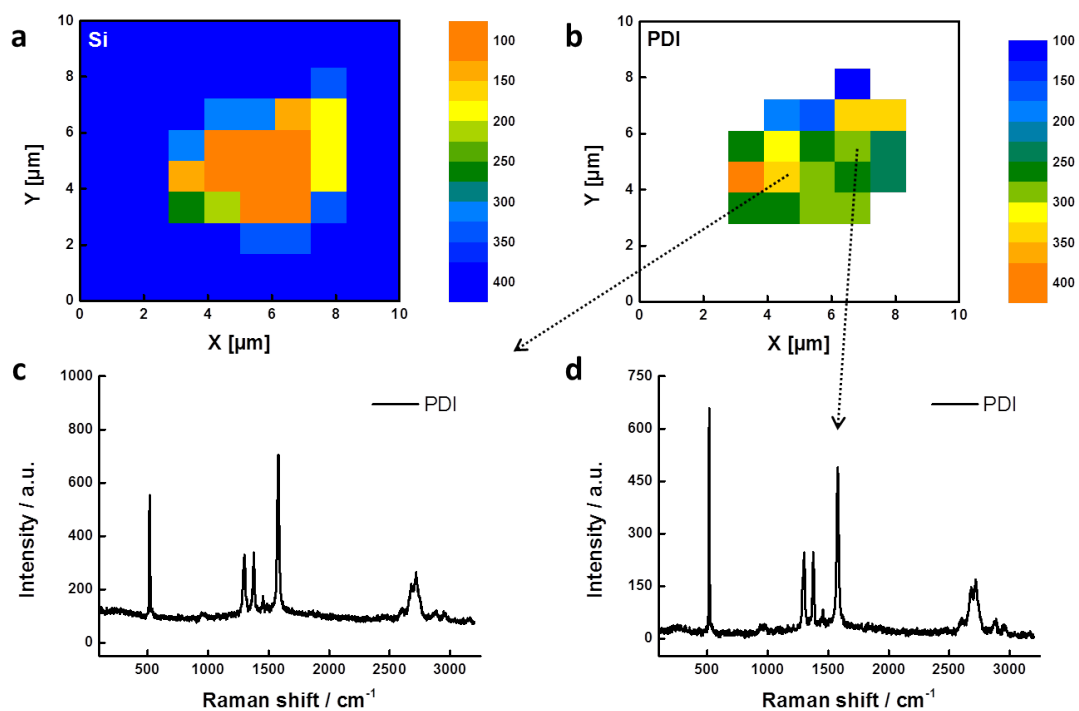 a
Si
10
8
6
4
2
0
Y [µm]
0 2 4 6 8 10
X [µm]
100
150
200
250
300
350
400
b
PDI
10
8
6
4
2
0
Y [µm]
0 2 4 6 8 10
X [µm]
100
150
200
250
300
350
400
c
1000
800
600
400
200
0
Intensity / a.u.
PDI
500 1000 1500 2000 2500 3000
Raman shift / cm⁻¹
d
750
600
450
300
150
0
Intensity / a.u.
PDI
500 1000 1500 2000 2500 3000
Raman shift / cm⁻¹